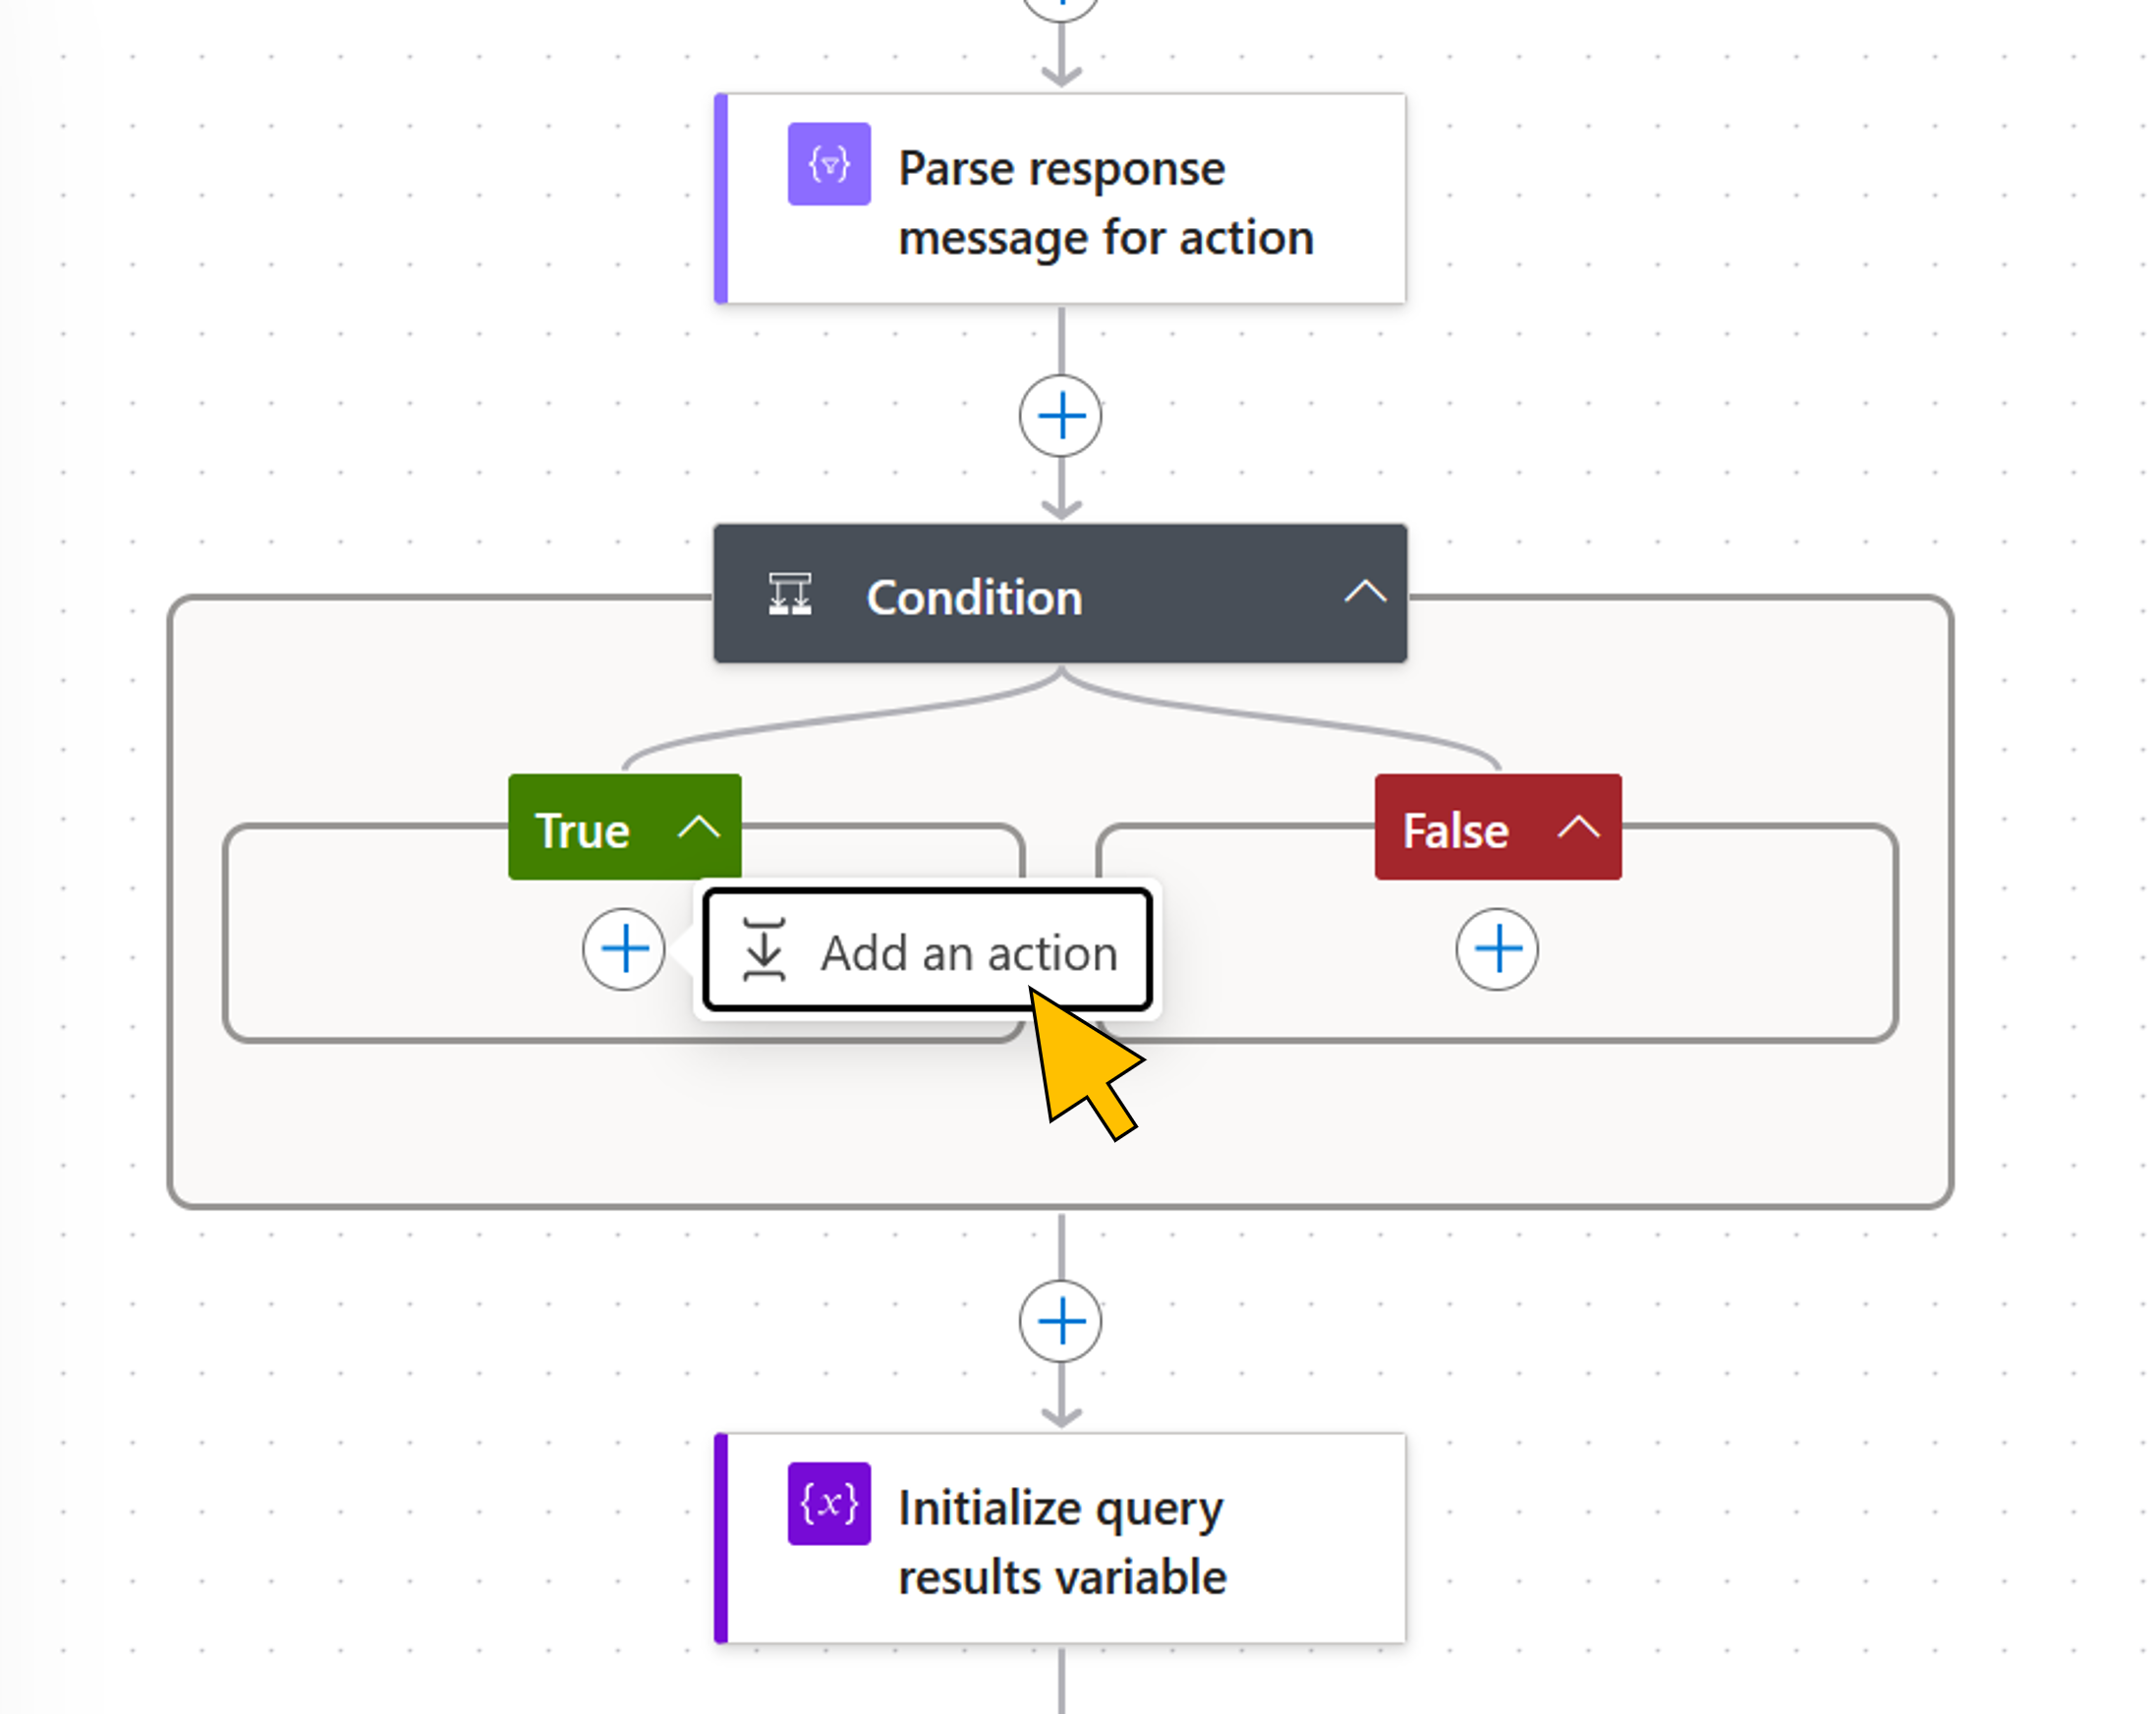 Parse response
message for action
Condition
True
False
Add an action
{x}
Initialize query
results variable